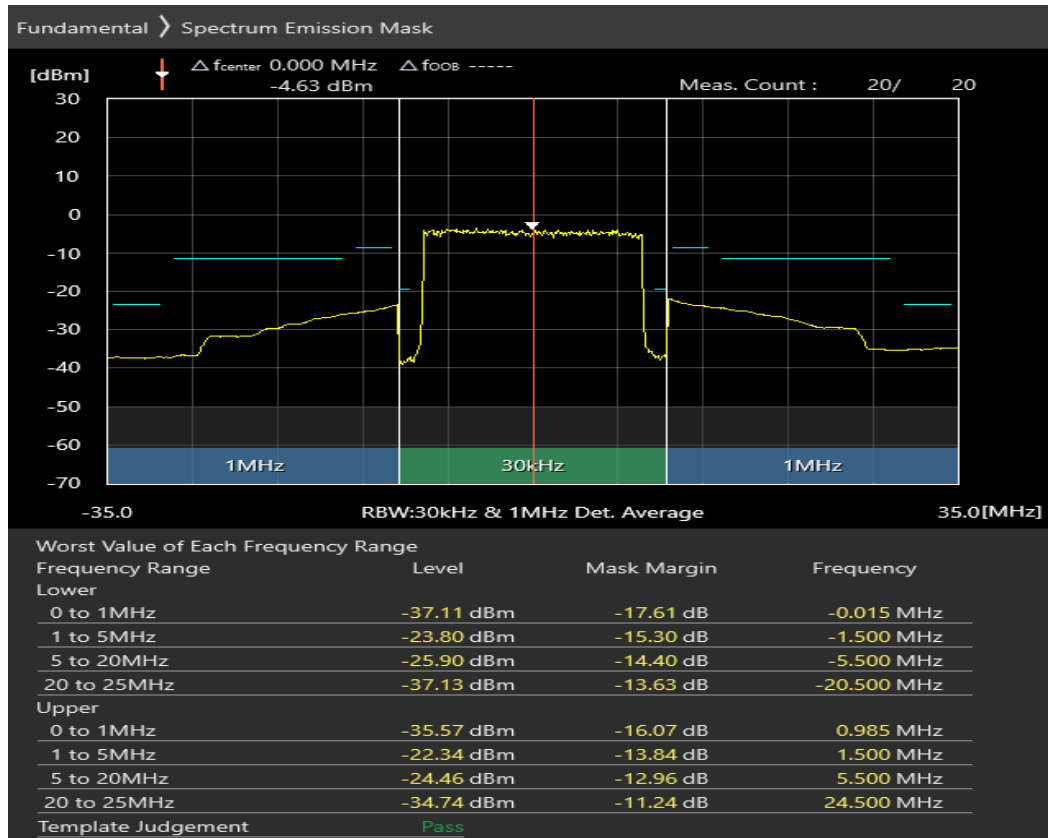 Fundamental 〉 Spectrum Emission Mask
[dBm] △ fcenter 0.000 MHz △ fOOB -----
-4.63 dBm Meas. Count : 20/ 20
30
20
10
0
-10
-20
-30
-40
-50
-60
1MHz 30kHz 1MHz
-70
-35.0 RBW:30kHz & 1MHz Det. Average 35.0[MHz]
Worst Value of Each Frequency Range
Frequency Range Level Mask Margin Frequency
Lower
0 to 1MHz -37.11 dBm -17.61 dB -0.015 MHz
1 to 5MHz -23.80 dBm -15.30 dB -1.500 MHz
5 to 20MHz -25.90 dBm -14.40 dB -5.500 MHz
20 to 25MHz -37.13 dBm -13.63 dB -20.500 MHz
Upper
0 to 1MHz -35.57 dBm -16.07 dB 0.985 MHz
1 to 5MHz -22.34 dBm -13.84 dB 1.500 MHz
5 to 20MHz -24.46 dBm -12.96 dB 5.500 MHz
20 to 25MHz -34.74 dBm -11.24 dB 24.500 MHz
Template Judgement Pass